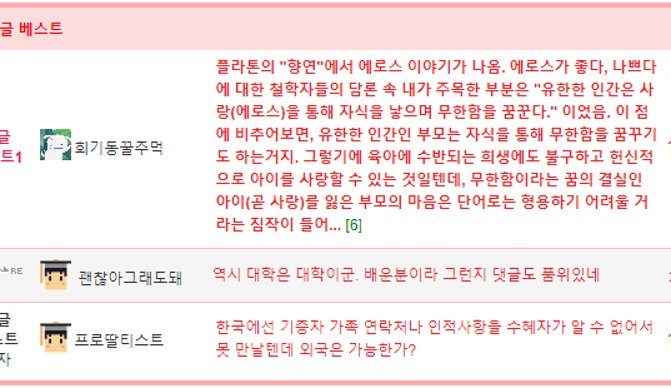 글 베스트
플라톤의 "향연"에서 에로스 이야기가 나옴. 에로스가 좋다, 나쁘다
에 대한 철학자들의 담론 속 내가 주목한 부분은 "유한한 인간은 사
랑(에로스)을 통해 자식을 낳으며 무한함을 꿈꾼다." 이었음. 이 점
에 비추어보면, 유한한 인간인 부모는 자식을 통해 무한함을 꿈꾸기
글
트1
회기동꿀주먹
도 하는거지. 그렇기에 육아에 수반되는 희생에도 불구하고 헌신적
으로 아이를 사랑할 수 있는 것일텐데, 무한함이라는 꿈의 결실인
아이(곧 사랑)를 잃은 부모의 마음은 단어로는 형용하기 어려울 거
라는 짐작이 들어... [6]
RE
괜찮아그래도돼
역시 대학은 대학이군. 배운분이라 그런지 댓글도 품위있네
글
스트
자
프로딸티스트
한국에선 기증자 가족 연락처나 인적사항을 수혜자가 알 수 없어서
못 만날텐데 외국은 가능한가?